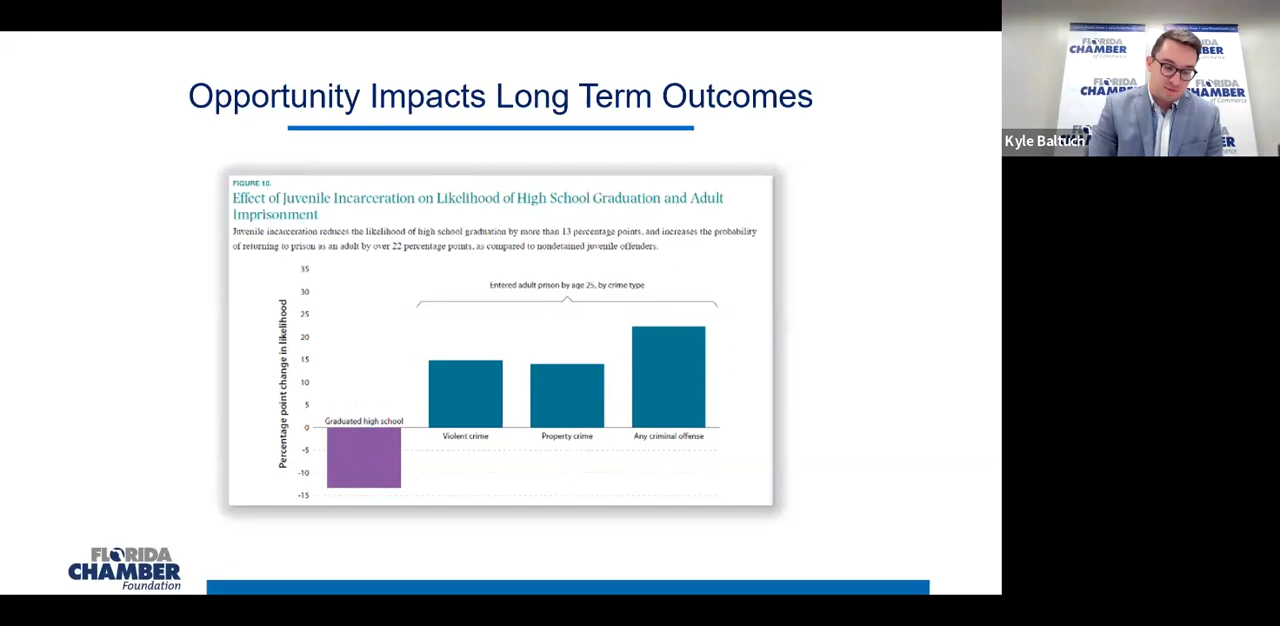 Opportunity Impacts Long Term Outcomes
FIGURE 10.
Effect of Juvenile Incarceration on Likelihood of High School Graduation and Adult
Imprisonment
Juvenile incarceration reduces the likelihood of high school graduation by more than 13 percentage points, and increases the probability
of returning to prison as an adult by over 22 percentage points, as compared to nondetained juvenile offenders.
Percentage point change in likelihood
35
30
25
20
15
10
5
0
-5
-10
-15
Entered adult prison by age 25, by crime type
Graduated high school
Violent crime
Property crime
Any criminal offense
FLORIDA
CHAMBER
Foundation
FLORIDA
CHAMBER
of Commerce
FLORIDA
CHAMBER
of Commerce
Kyle Baltuch